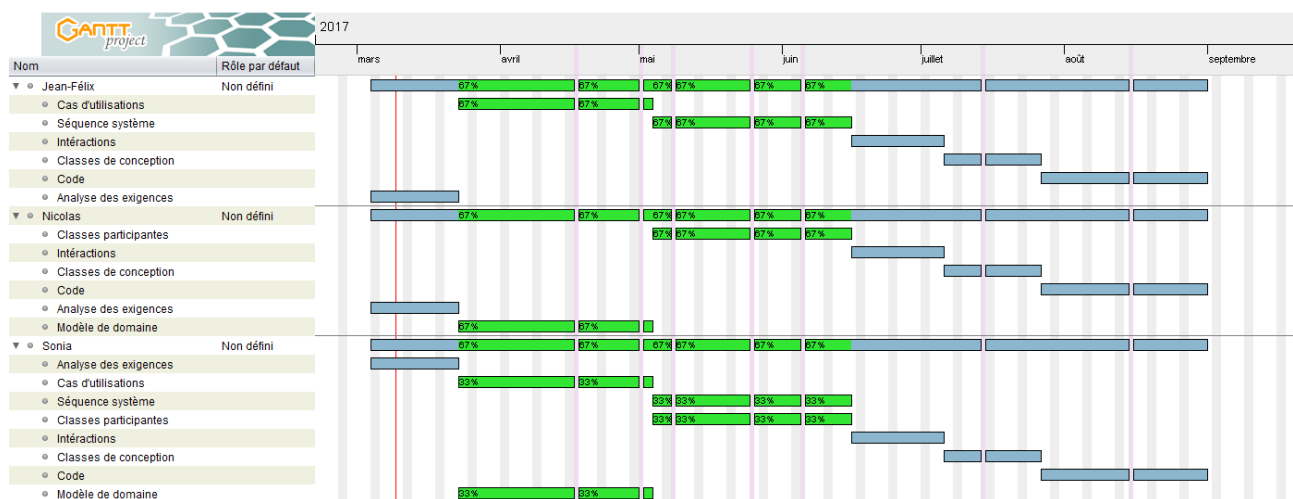 GANTT
project
2017
mars avril mai juin juillet août septembre
Nom Rôle par défaut
Jean-Félix Non défini 67% 67% 67% 67% 67% 67%
Cas d'utilisations 67% 67%
Séquence système 67% 67% 67% 67%
Intéractions
Classes de conception
Code
Analyse des exigences
Nicolas Non défini 67% 67% 67% 67% 67% 67%
Classes participantes 67% 67% 67% 67%
Intéractions
Classes de conception
Code
Analyse des exigences
Modèle de domaine 67% 67%
Sonia Non défini 67% 67% 67% 67% 67% 67%
Analyse des exigences
Cas d'utilisations 33% 33%
Séquence système 33% 33% 33% 33%
Classes participantes 33% 33% 33% 33%
Intéractions
Classes de conception
Code
Modèle de domaine 33% 33%